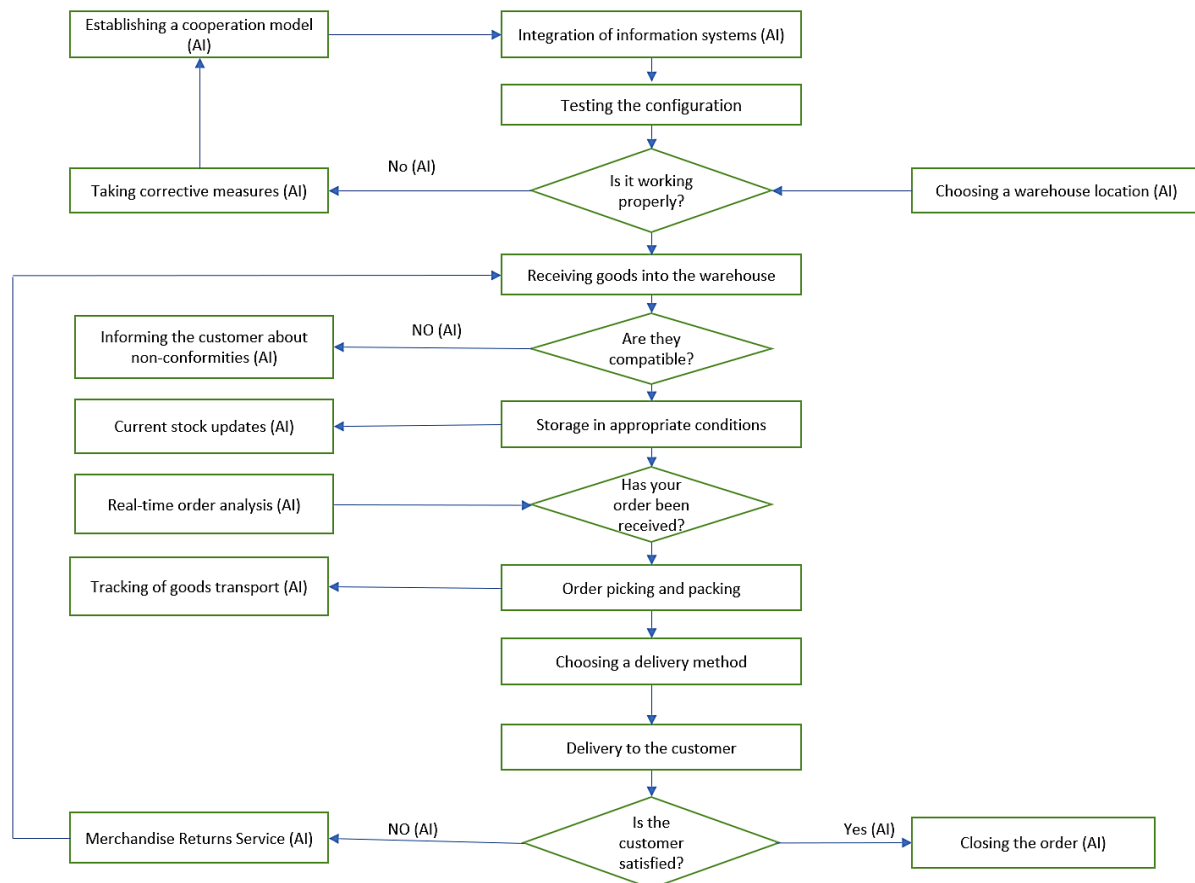 Establishing a cooperation model
(AI)
Integration of information systems (AI)
Testing the configuration
No (AI)
Taking corrective measures (AI)
Is it working
properly?
Choosing a warehouse location (AI)
Receiving goods into the warehouse
Informing the customer about
non-conformities (AI)
NO (AI)
Are they
compatible?
Current stock updates (AI)
Storage in appropriate conditions
Real-time order analysis (AI)
Has your
order been
received?
Tracking of goods transport (AI)
Order picking and packing
Choosing a delivery method
Delivery to the customer
Merchandise Returns Service (AI)
NO (AI)
Is the
customer
satisfied?
Yes (AI)
Closing the order (AI)